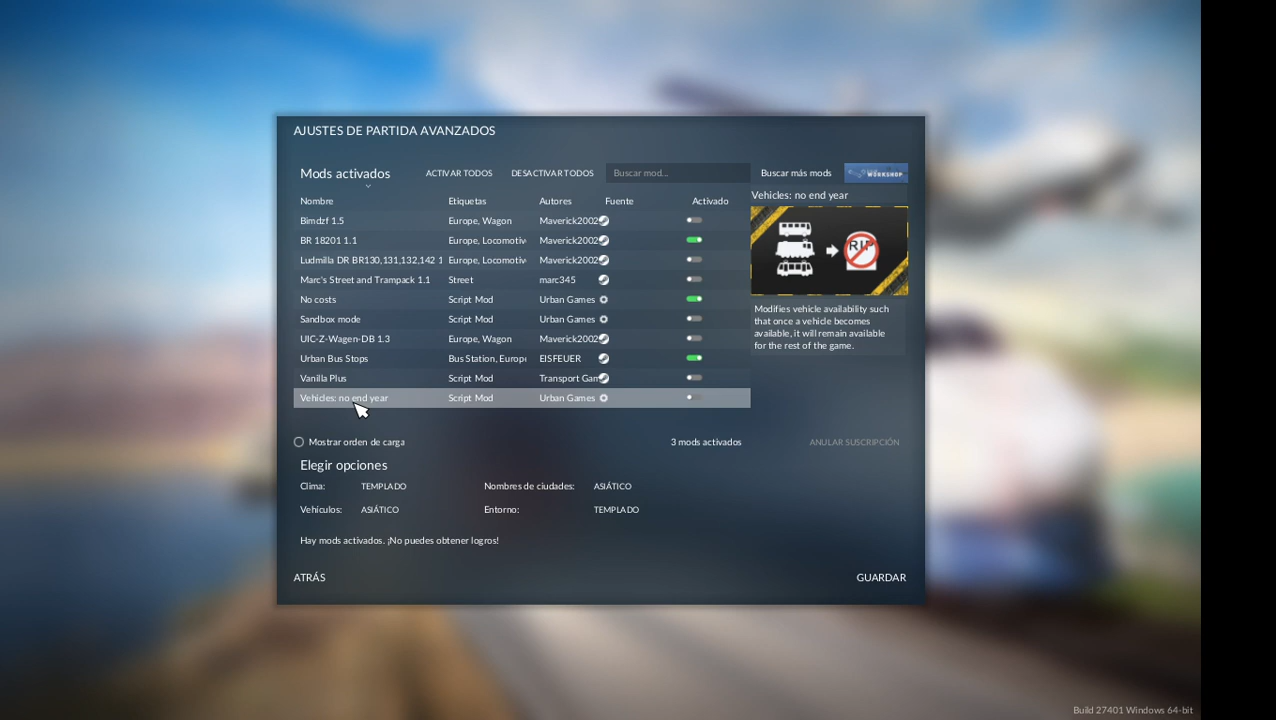 AJUSTES DE PARTIDA AVANZADOS
Mods activados ACTIVAR TODOS DESACTIVAR TODOS Buscar mod... Buscar más mods WORKSHOP
Vehicles: no end year
Nombre Etiquetas Autores Fuente Activado
Bimdzf 1.5 Europe, Wagon Maverick2002
BR 18201 1.1 Europe, Locomotiv Maverick2002
RIP
Ludmilla DR BR130,131,132,142 1 Europe, Locomotiv Maverick2002
Marc's Street and Trampack 1.1 Street marc345
No costs Script Mod Urban Games
Sandbox mode Script Mod Urban Games
UIC-Z-Wagen-DB 1.3 Europe, Wagon Maverick2002
Urban Bus Stops Bus Station, Europe EISFEUER
Vanilla Plus Script Mod Transport Gam
Vehicles: no end year Script Mod Urban Games
Modifies vehicle availability such
that once a vehicle becomes
available, it will remain available
for the rest of the game.
Mostrar orden de carga 3 mods activados ANULAR SUSCRIPCIÓN
Elegir opciones
Clima: TEMPLADO Nombres de ciudades: ASIÁTICO
Vehículos: ASIÁTICO Entorno: TEMPLADO
Hay mods activados. ¡No puedes obtener logros!
ATRÁS GUARDAR
Build 27401 Windows 64-bit